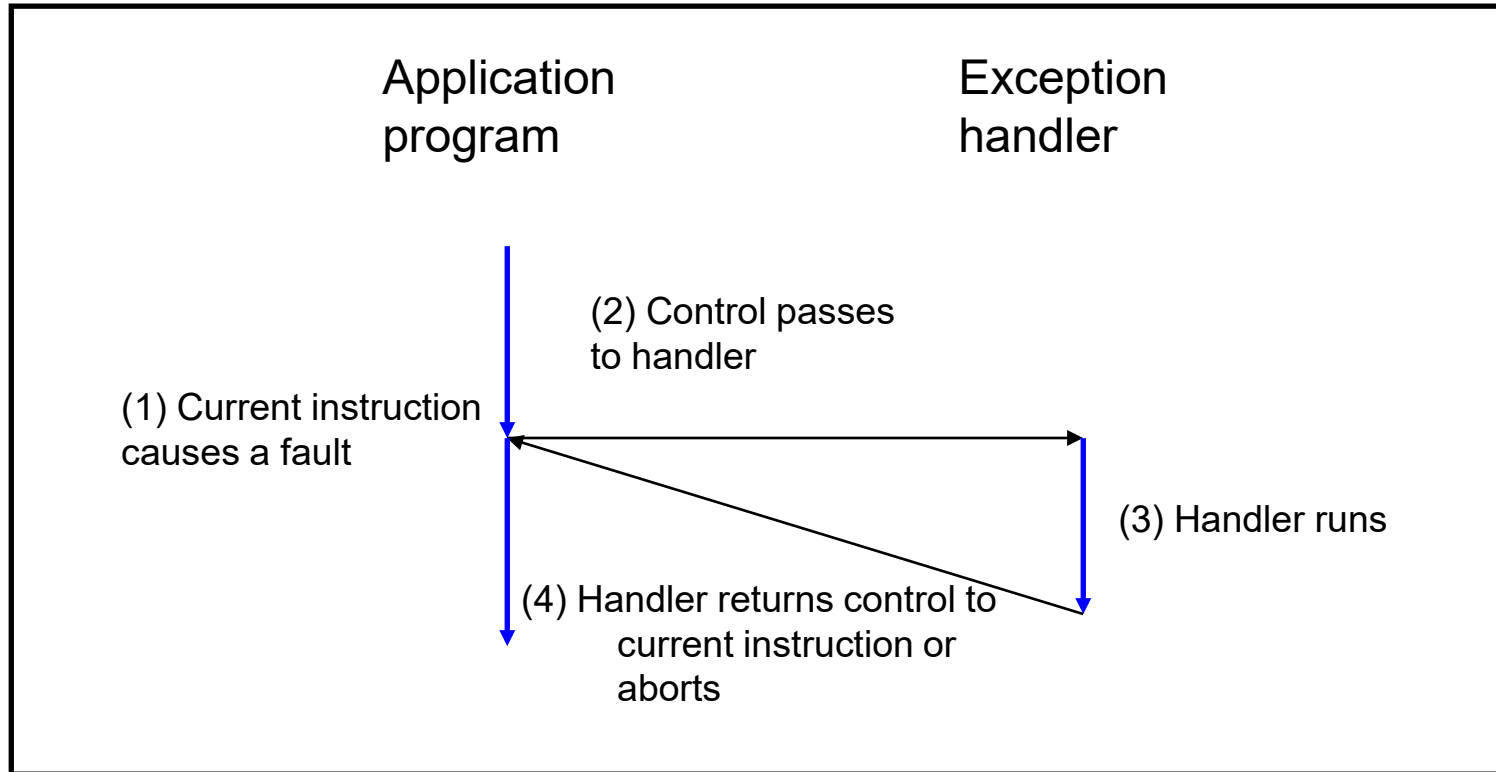 Application
program
Exception
handler
(2) Control passes
to handler
(1) Current instruction
causes a fault
(3) Handler runs
(4) Handler returns control to
current instruction or
aborts